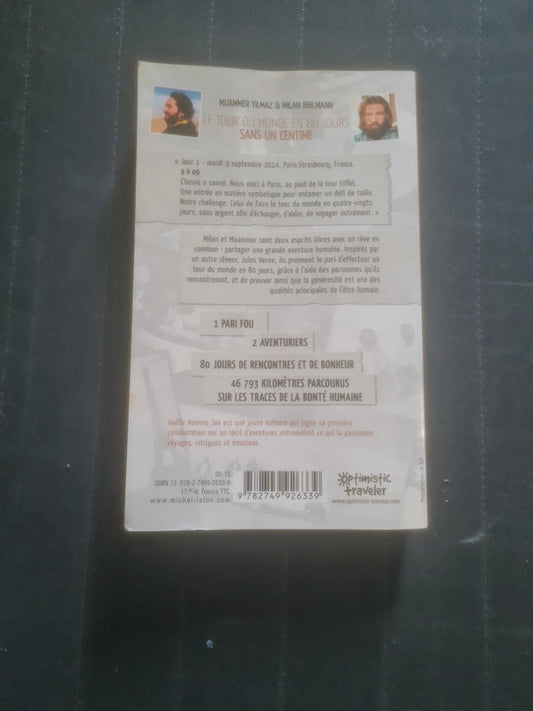 MUAMMER YILMAZ & MILAN BIHLMANN
LE TOUR DU MONDE EN 80 JOURS
SANS UN CENTIME
« Jour 1 - mardi 9 septembre 2014, Paris-Strasbourg, France.
9 h 09
L'heure a sonné. Nous voici à Paris, au pied de la tour Eiffel.
Une entrée en matière symbolique pour entamer un défi de taille.
Notre challenge. Celui de faire le tour du monde en quatre-vingts
jours, sans argent afin d'échanger, d'aider, de voyager autrement. »
Milan et Muammer sont deux esprits libres avec un rêve en
commun : partager une grande aventure humaine. Inspirés par
un autre rêveur, Jules Verne, ils prennent le pari d'effectuer un
tour du monde en 80 jours, grâce à l'aide des personnes qu'ils
rencontreront, et de prouver ainsi que la générosité est une des
qualités principales de l'être humain.
1 PARI FOU
2 AVENTURIERS
80 JOURS DE RENCONTRES ET DE BONHEUR
46 793 KILOMÈTRES PARCOURUS
SUR LES TRACES DE LA BONTÉ HUMAINE
Gaëlle Noémie Jan est une jeune auteure qui signe sa première
collaboration sur un récit d'aventures entremêlant ce qui la passionne :
voyages, intrigues et émotions.
05-15
ISBN 13 : 978-2-7499-2633-9
17,95 € France TTC
www.michel-lafon.com
9 782749 926339
optimistic
traveler
www.optimistic-traveler.com